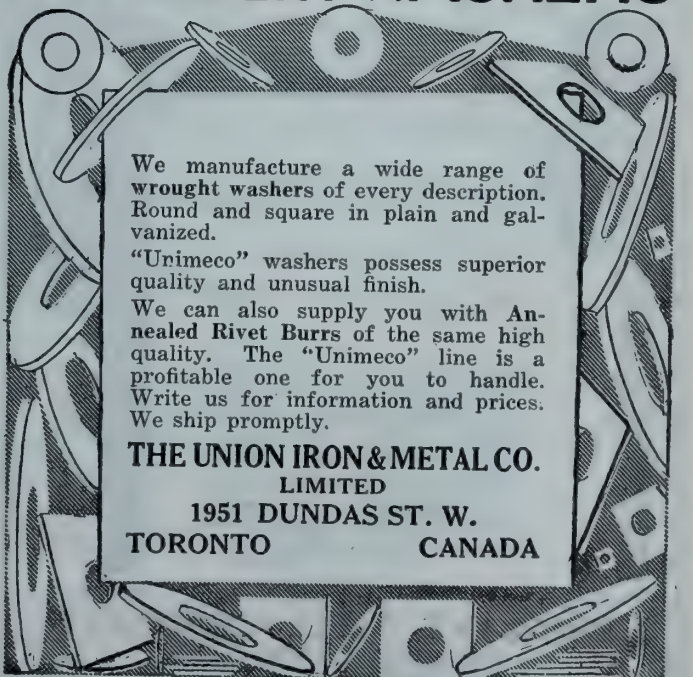 We manufacture a wide range of
wrought washers of every description.
Round and square in plain and gal-
vanized.
"Unimeco" washers possess superior
quality and unusual finish.
We can also supply you with An-
nealed Rivet Burrs of the same high
quality. The "Unimeco" line is a
profitable one for you to handle.
Write us for information and prices.
We ship promptly.
THE UNION IRON & METAL CO.
LIMITED
1951 DUNDAS ST. W.
TORONTO CANADA